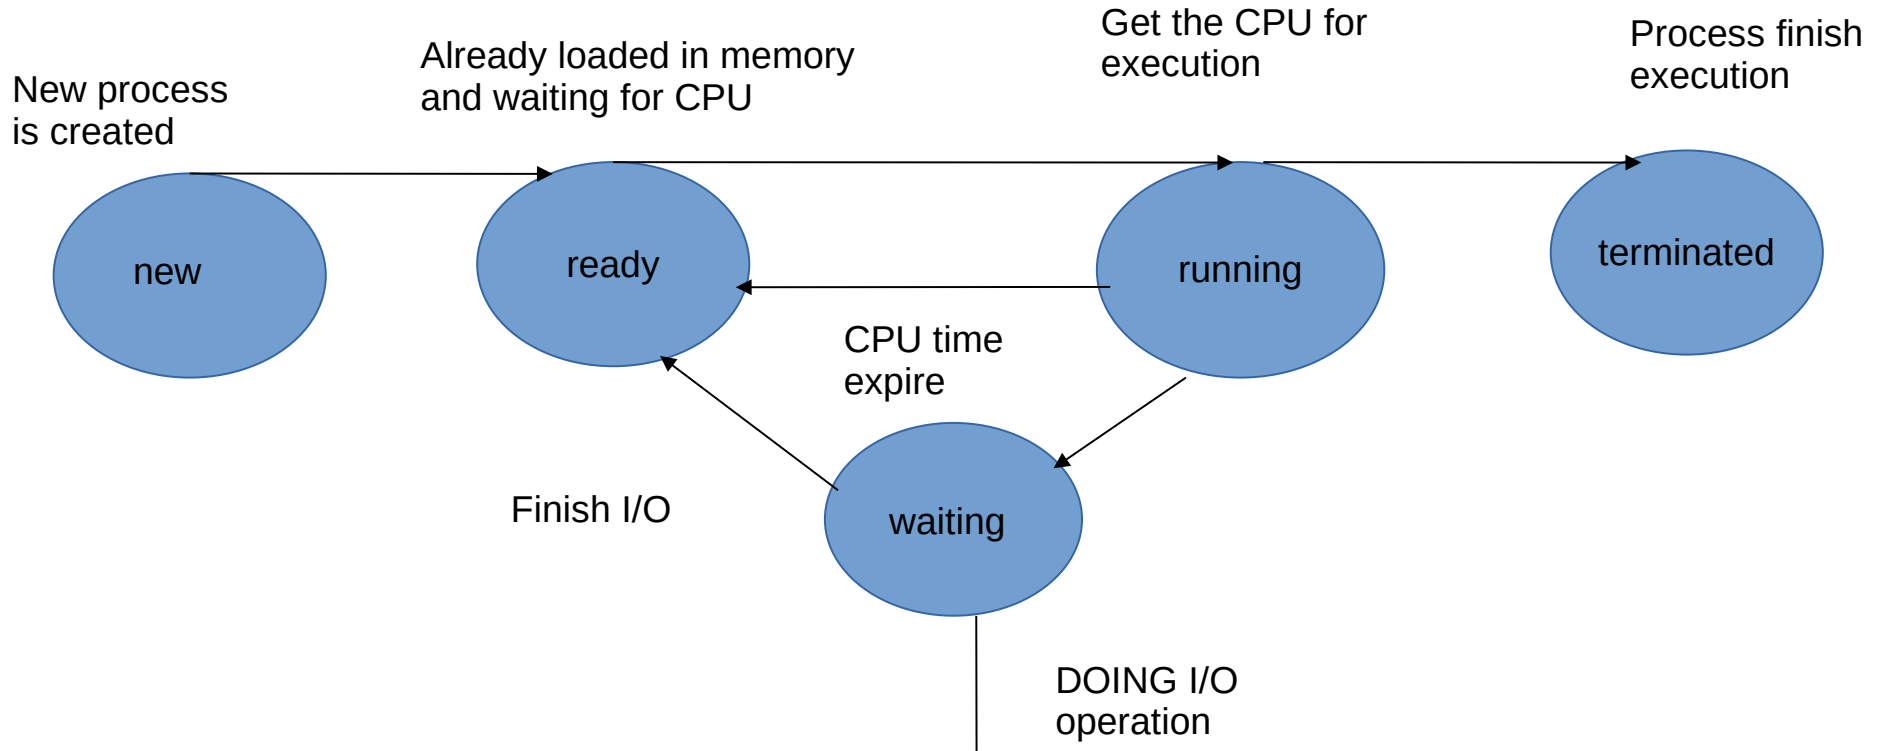 New process
is created
Already loaded in memory
and waiting for CPU
Get the CPU for
execution
Process finish
execution
new
ready
running
terminated
CPU time
expire
Finish I/O
waiting
DOING I/O
operation